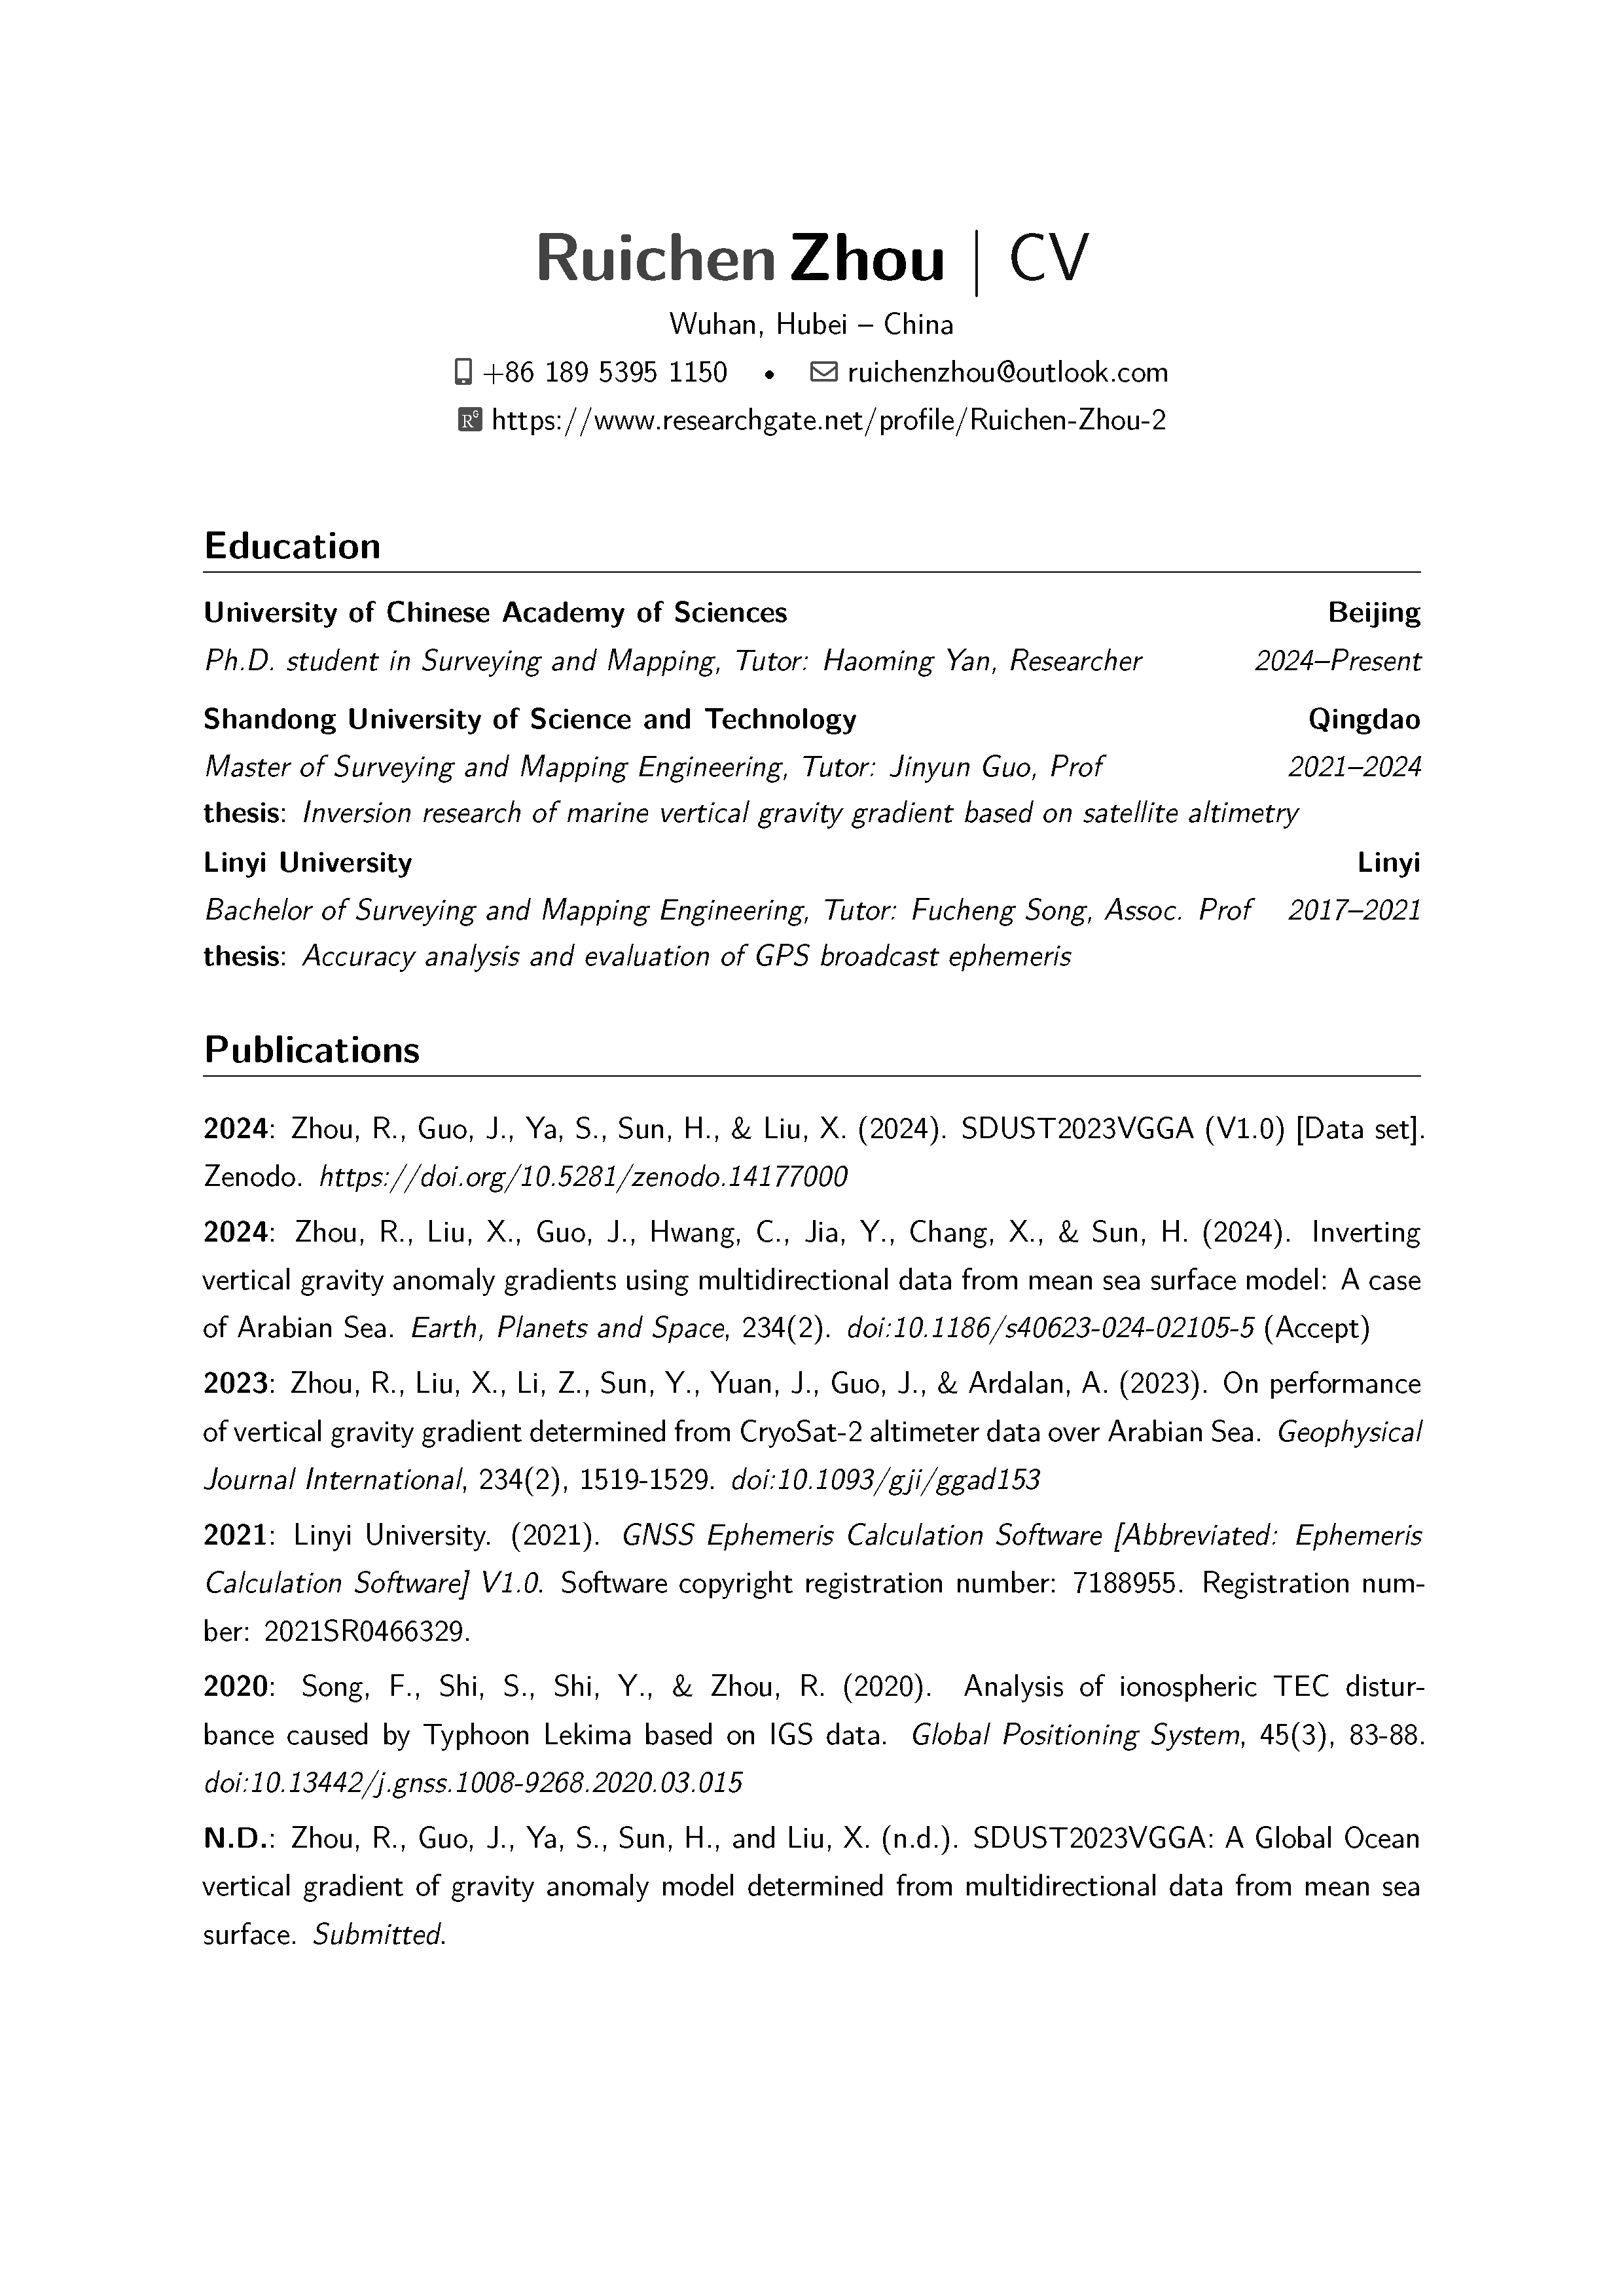 Ruichen Zhou | CV
Wuhan, Hubei – China
+86 189 5395 1150 • ruichenzhou@outlook.com
https://www.researchgate.net/profile/Ruichen-Zhou-2
Education
University of Chinese Academy of Sciences Beijing
Ph.D. student in Surveying and Mapping, Tutor: Haoming Yan, Researcher 2024–Present
Shandong University of Science and Technology Qingdao
Master of Surveying and Mapping Engineering, Tutor: Jinyun Guo, Prof 2021–2024
thesis: Inversion research of marine vertical gravity gradient based on satellite altimetry
Linyi University Linyi
Bachelor of Surveying and Mapping Engineering, Tutor: Fucheng Song, Assoc. Prof 2017–2021
thesis: Accuracy analysis and evaluation of GPS broadcast ephemeris
Publications
2024: Zhou, R., Guo, J., Ya, S., Sun, H., & Liu, X. (2024). SDUST2023VGGA (V1.0) [Data set].
Zenodo. https://doi.org/10.5281/zenodo.14177000
2024: Zhou, R., Liu, X., Guo, J., Hwang, C., Jia, Y., Chang, X., & Sun, H. (2024). Inverting
vertical gravity anomaly gradients using multidirectional data from mean sea surface model: A case
of Arabian Sea. Earth, Planets and Space, 234(2). doi:10.1186/s40623-024-02105-5 (Accept)
2023: Zhou, R., Liu, X., Li, Z., Sun, Y., Yuan, J., Guo, J., & Ardalan, A. (2023). On performance
of vertical gravity gradient determined from CryoSat-2 altimeter data over Arabian Sea. Geophysical
Journal International, 234(2), 1519-1529. doi:10.1093/gji/ggad153
2021: Linyi University. (2021). GNSS Ephemeris Calculation Software [Abbreviated: Ephemeris
Calculation Software] V1.0. Software copyright registration number: 7188955. Registration num-
ber: 2021SR0466329.
2020: Song, F., Shi, S., Shi, Y., & Zhou, R. (2020). Analysis of ionospheric TEC distur-
bance caused by Typhoon Lekima based on IGS data. Global Positioning System, 45(3), 83-88.
doi:10.13442/j.gnss.1008-9268.2020.03.015
N.D.: Zhou, R., Guo, J., Ya, S., Sun, H., and Liu, X. (n.d.). SDUST2023VGGA: A Global Ocean
vertical gradient of gravity anomaly model determined from multidirectional data from mean sea
surface. Submitted.